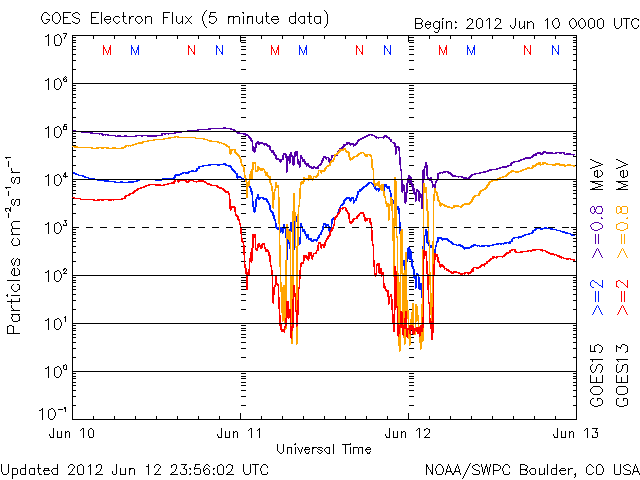 GOES Electron Flux (5 minute data)
Begin: 2012 Jun 10 0000 UTC
M M N N M M N N M M N N
10⁷
10⁶
10⁵
10⁴
10³
10²
10¹
10⁰
10⁻¹
Particles cm⁻²s⁻¹sr⁻¹
GOES15 >=2 >=0.8 MeV
GOES13 >=2 >=0.8 MeV
Jun 10 Jun 11 Jun 12 Jun 13
Universal Time
Updated 2012 Jun 12 23:56:02 UTC
NOAA/SWPC Boulder, CO USA